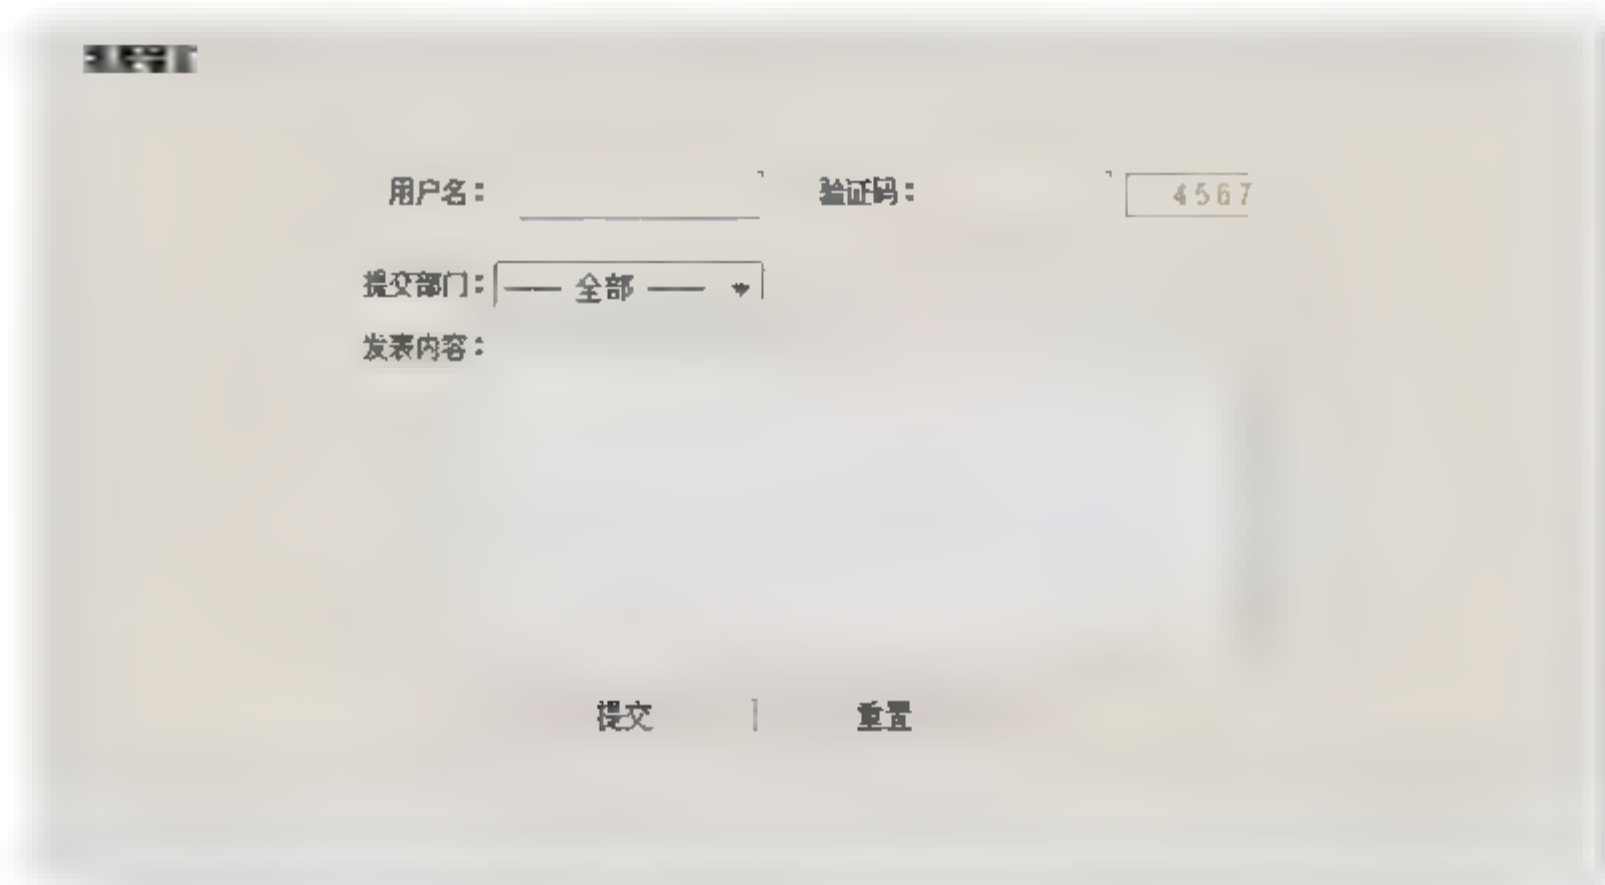 用户名： 验证码： 4567
提交部门： —— 全部 ——
发表内容：
提交 重置